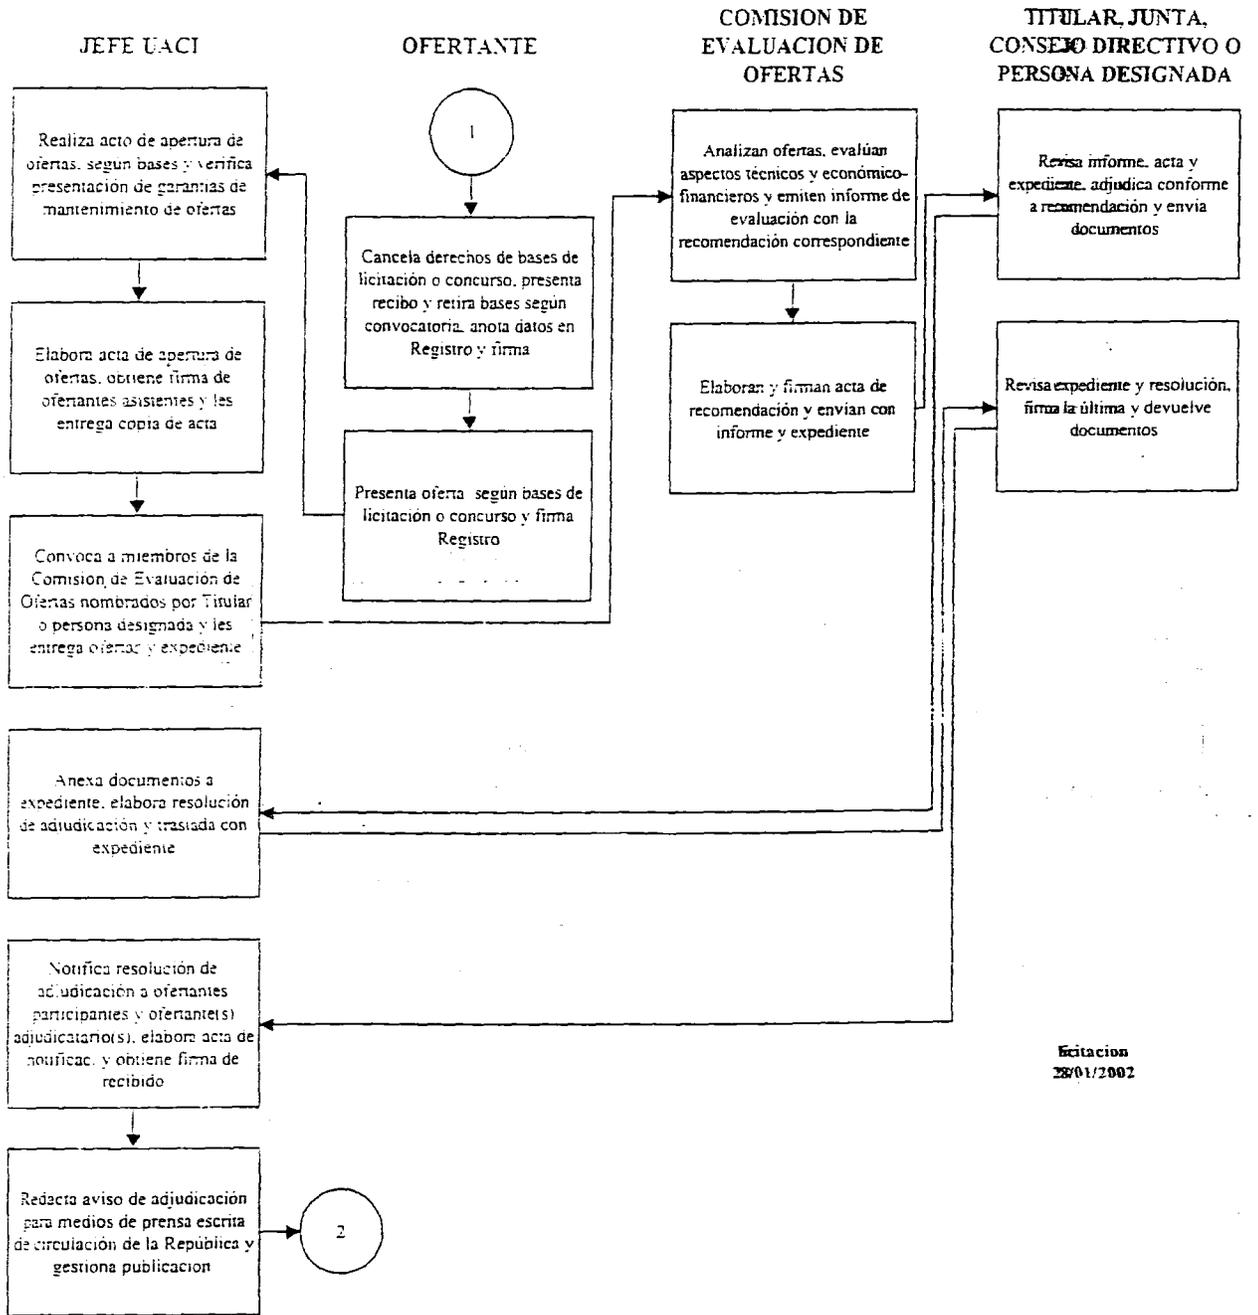 JEFE UACI
OFERTANTE
COMISION DE
EVALUACION DE
OFERTAS
TITULAR, JUNTA,
CONSEJO DIRECTIVO O
PERSONA DESIGNADA
Realiza acto de apertura de
ofertas, según bases y verifica
presentación de garantías de
mantenimiento de ofertas
Elabora acta de apertura de
ofertas, obtiene firma de
ofertantes asistentes y les
entrega copia de acta
Convoca a miembros de la
Comisión de Evaluación de
Ofertas nombrados por Titular
o persona designada y les
entrega ofertas y expediente
Anexa documentos a
expediente, elabora resolución
de adjudicación y traslada con
expediente
Notifica resolución de
adjudicación a ofertantes
participantes y ofertante(s)
adjudicatario(s), elabora acta de
notificac. y obtiene firma de
recibido
Redacta aviso de adjudicación
para medios de prensa escrita
de circulación de la República y
gestiona publicacion
1
Cancela derechos de bases de
licitación o concurso, presenta
recibo y retira bases según
convocatoria, anota datos en
Registro y firma
Presenta oferta según bases de
licitación o concurso y firma
Registro
2
Analizan ofertas, evalúan
aspectos técnicos y económico-
financieros y emiten informe de
evaluación con la
recomendación correspondiente
Elaboran y firman acta de
recomendación y envían con
informe y expediente
Revisa informe, acta y
expediente, adjudica conforme
a recomendación y envía
documentos
Revisa expediente y resolución,
firma la última y devuelve
documentos
28/01/2002